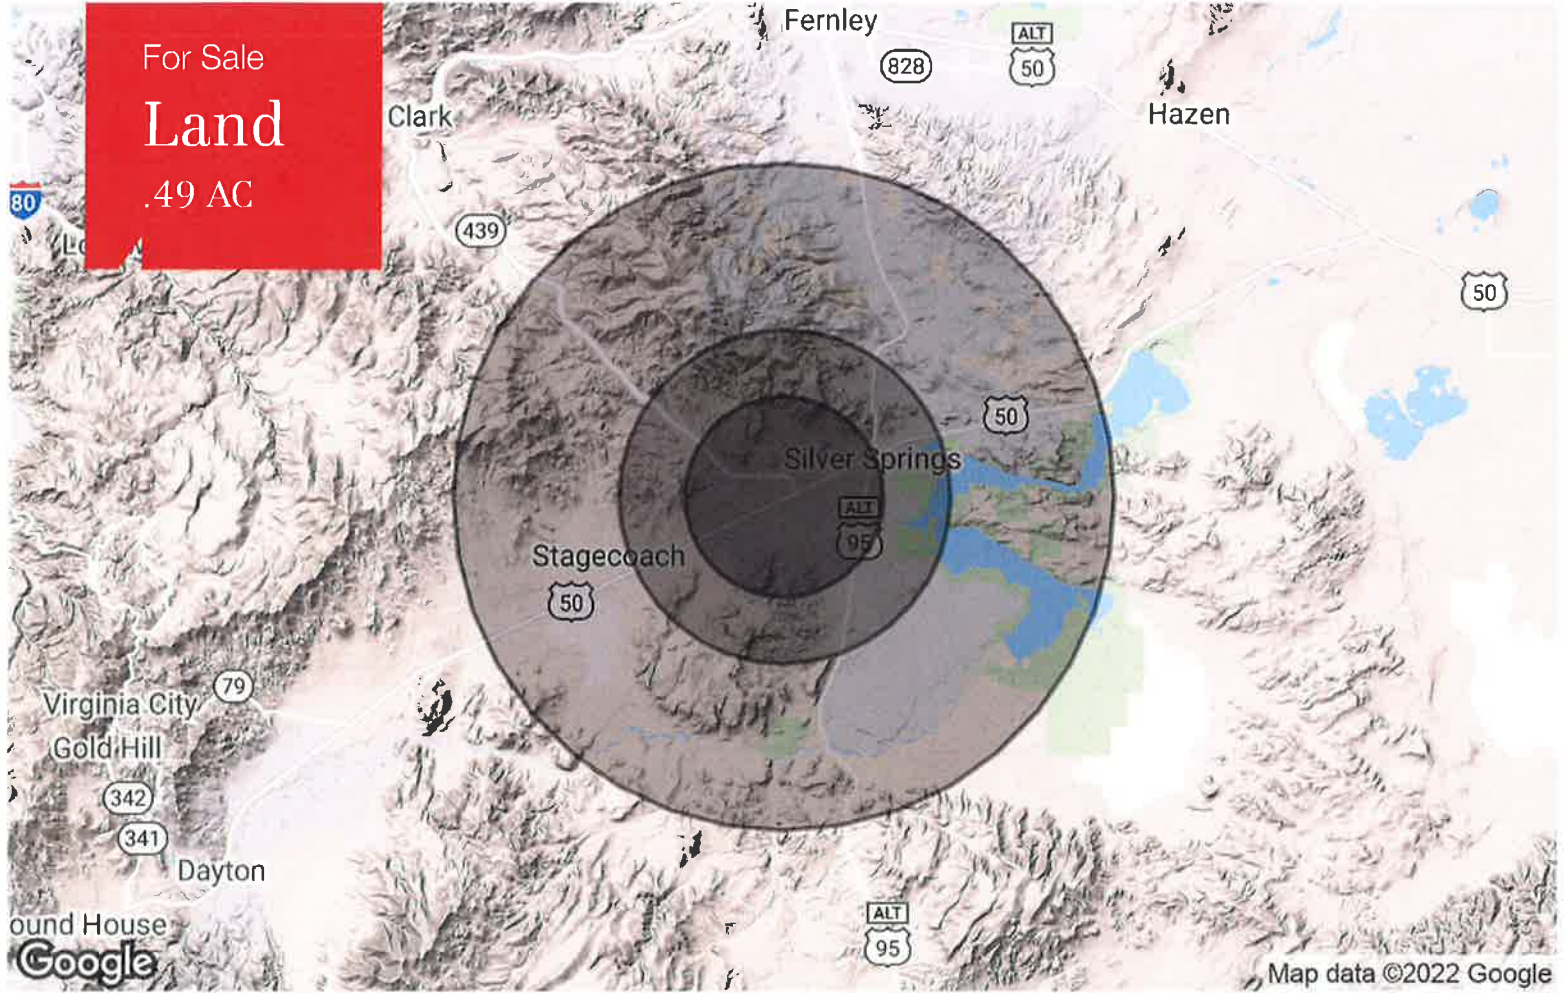 For Sale
Land
.49 AC
Fernley
ALT
50
828
Clark
Hazen
80
439
50
50
Silver Springs
ALT
95
Stagecoach
50
79
Virginia City
Gold Hill
342
341
Dayton
ound House
ALT
95
Google
Map data ©2022 Google